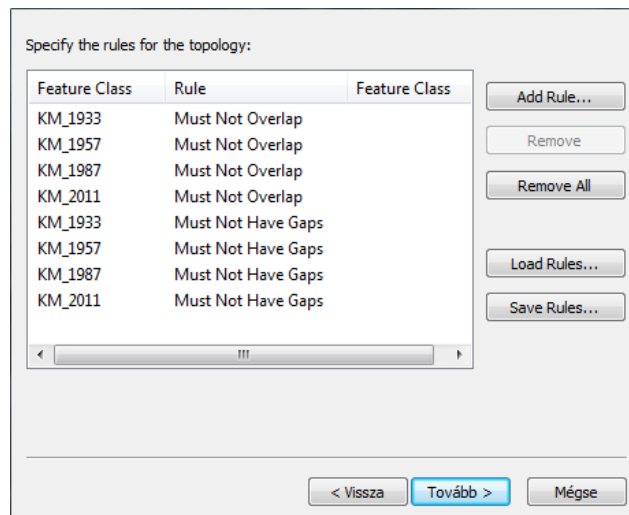 Specify the rules for the topology:
Feature Class Rule Feature Class
KM_1933 Must Not Overlap
KM_1957 Must Not Overlap
KM_1987 Must Not Overlap
KM_2011 Must Not Overlap
KM_1933 Must Not Have Gaps
KM_1957 Must Not Have Gaps
KM_1987 Must Not Have Gaps
KM_2011 Must Not Have Gaps
Add Rule...
Remove
Remove All
Load Rules...
Save Rules...
< Vissza Tovább > Mégse